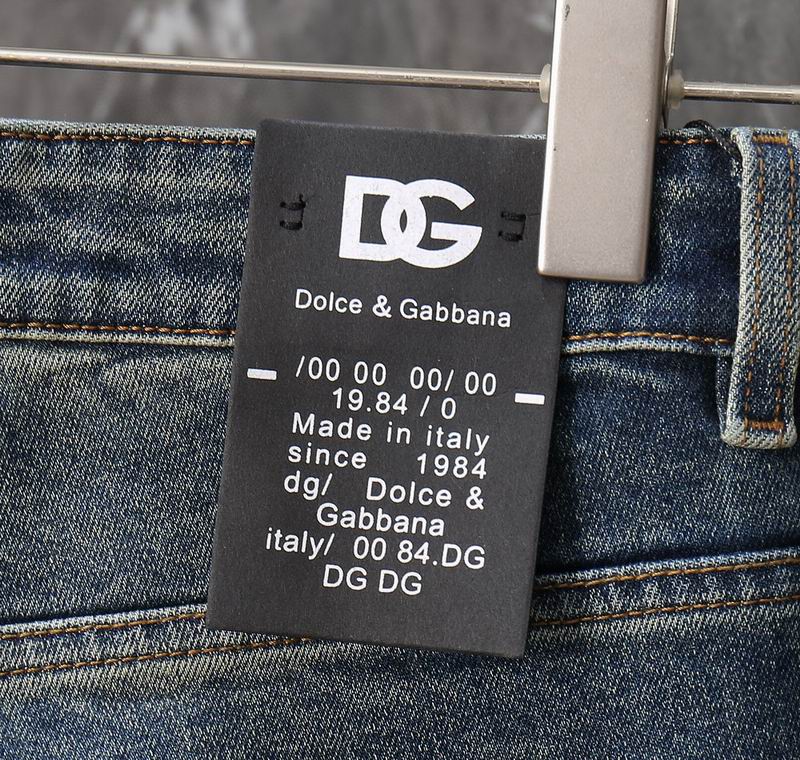 DG
Dolce & Gabbana
/00 00 00/ 00
19.84 / 0
Made in italy
since 1984
dg/ Dolce &
Gabbana
italy/ 00 84.DG
DG DG